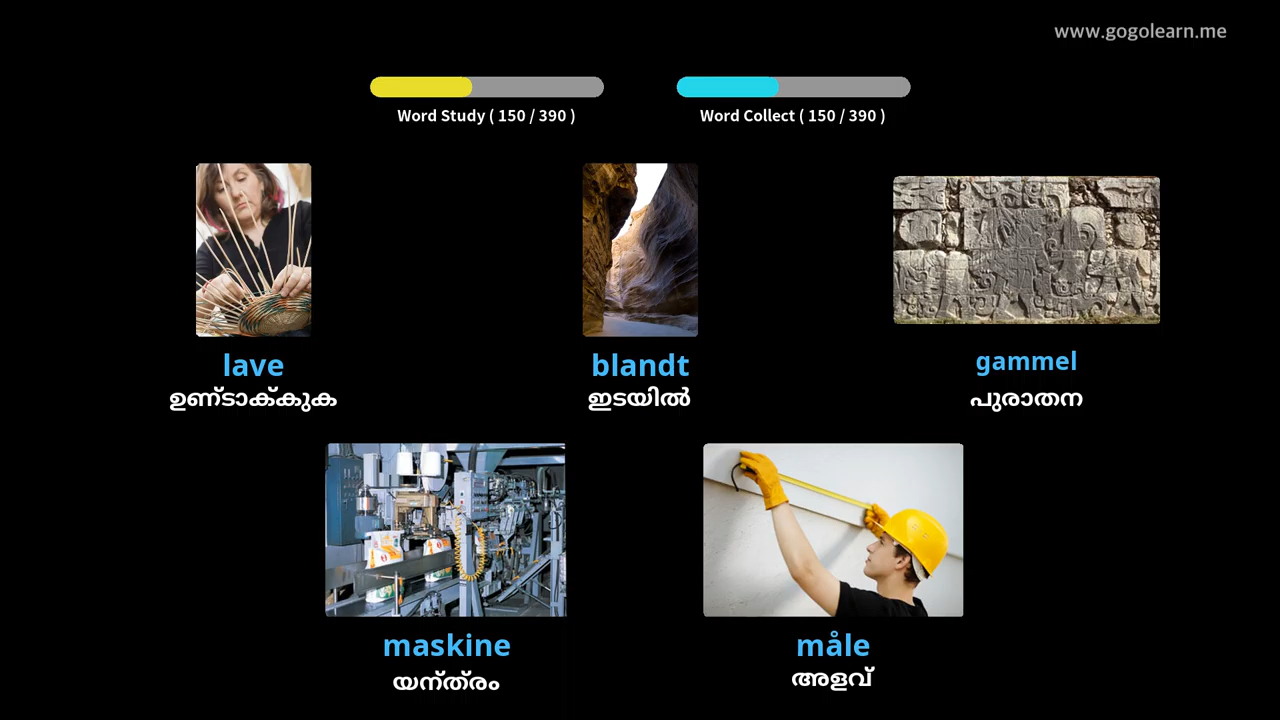 www.gogolearn.me
Word Study ( 150 / 390 )
Word Collect ( 150 / 390 )
lave
ഉണ്ടാക്കുക
blandt
ഇടയിൽ
gammel
പുരാതന
maskine
യന്ത്രം
måle
അളവ്